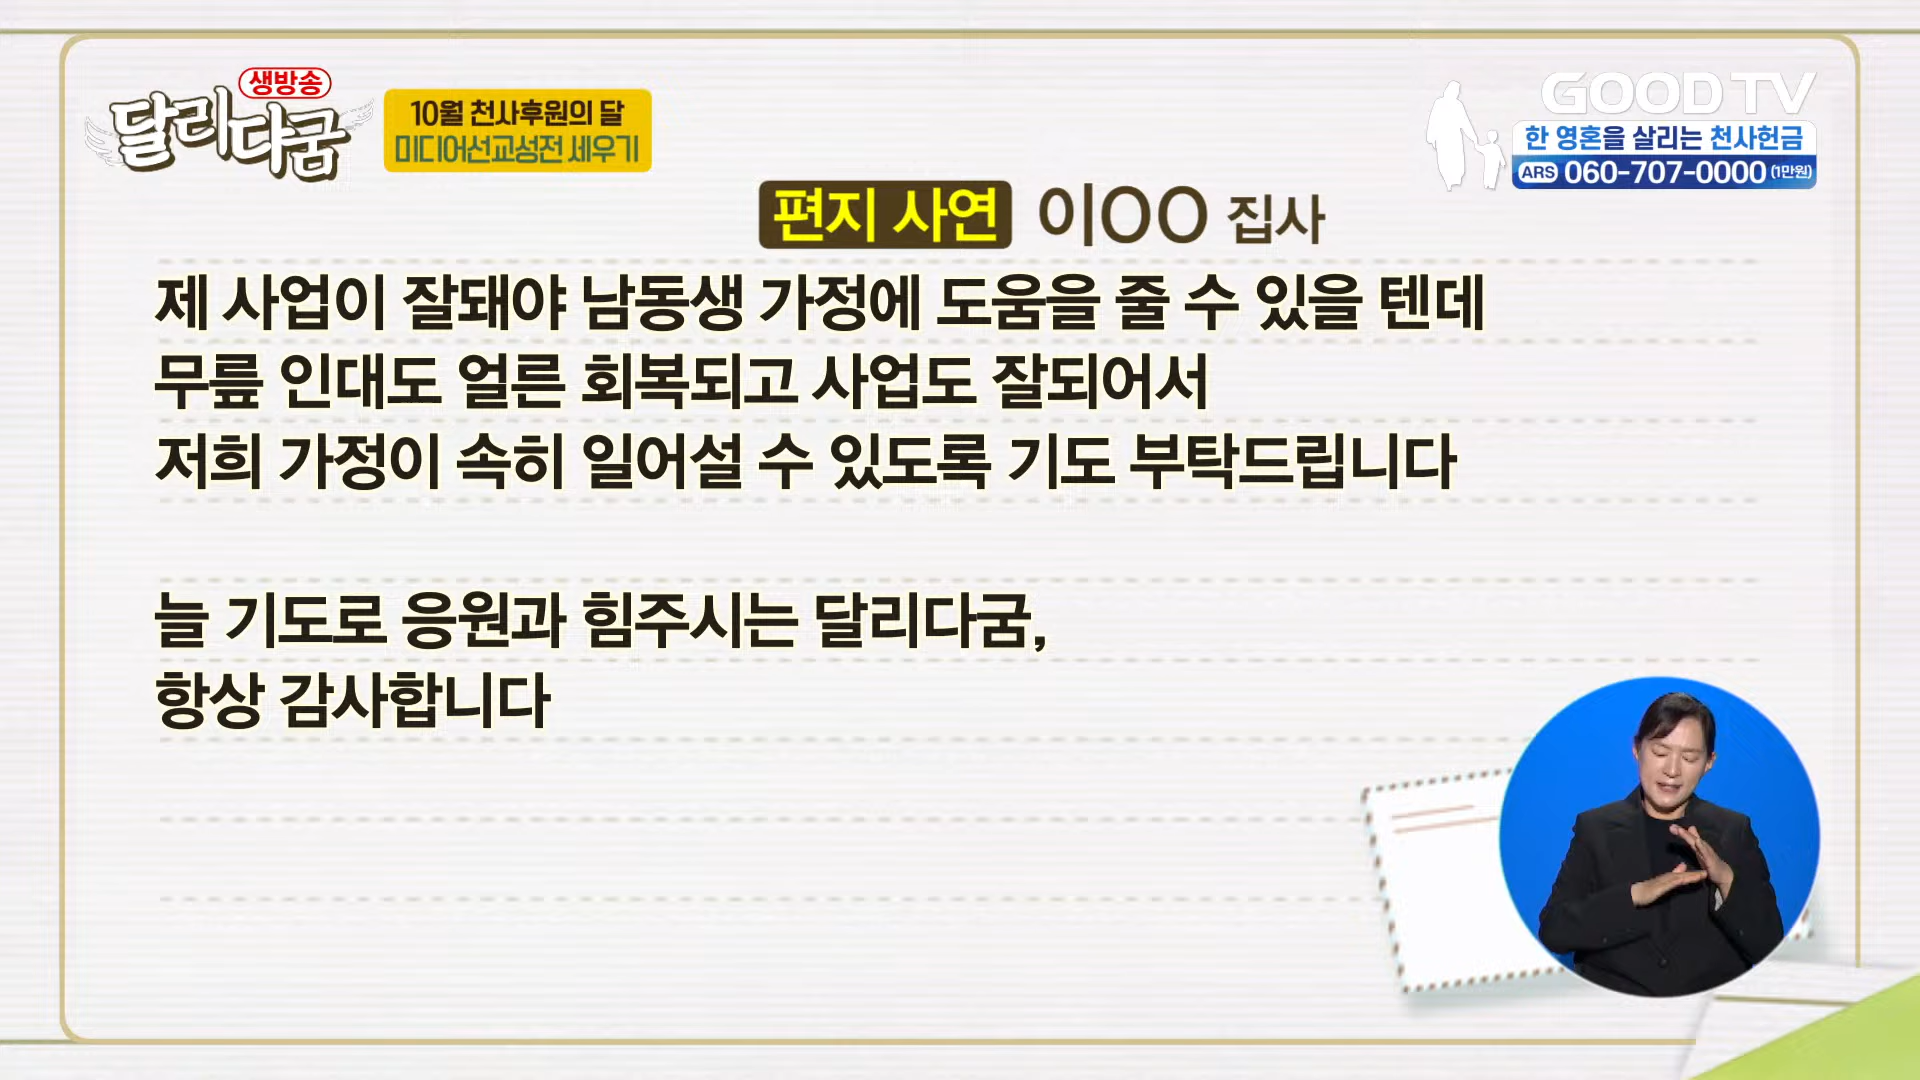 생방송
달리다굼
10월 천사후원의 달
미디어선교성전 세우기
GOODTV
한 영혼을 살리는 천사헌금
ARS 060-707-0000 (1만원)
편지 사연 이OO 집사
제 사업이 잘돼야 남동생 가정에 도움을 줄 수 있을 텐데
무릎 인대도 얼른 회복되고 사업도 잘되어서
저희 가정이 속히 일어설 수 있도록 기도 부탁드립니다
늘 기도로 응원과 힘주시는 달리다굼,
항상 감사합니다